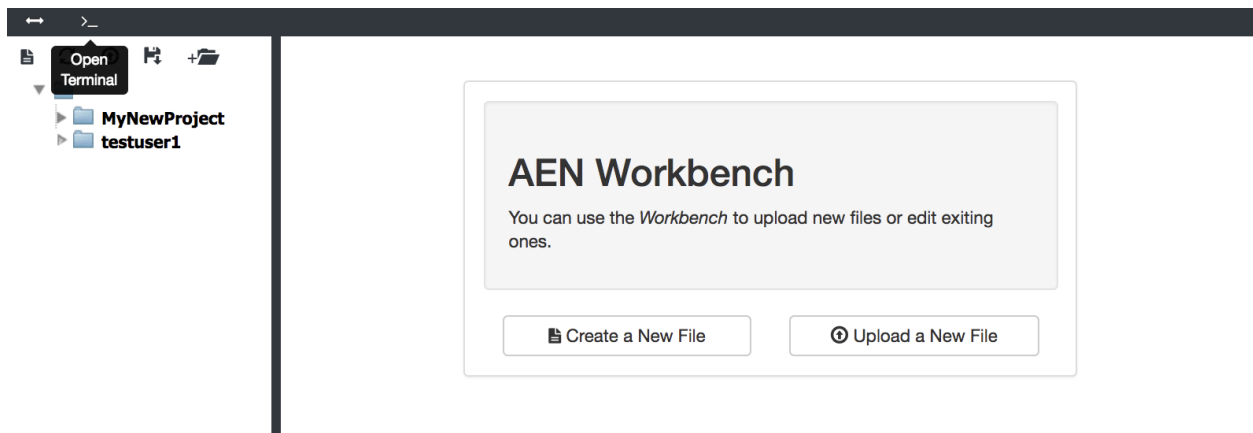 >_
Open
Terminal
MyNewProject
testuser1
AEN Workbench
You can use the Workbench to upload new files or edit exiting
ones.
Create a New File
Upload a New File